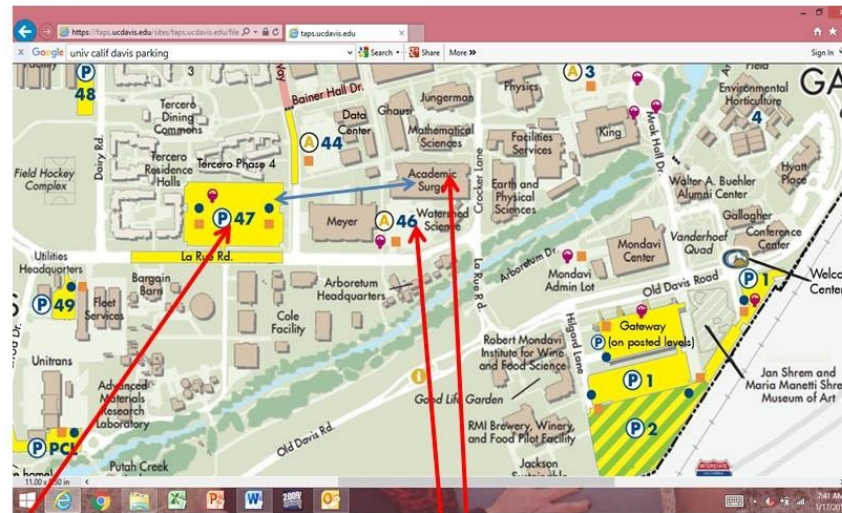 https://taps.ucdavis.edu/sites/taps.ucdavis.edu/file
taps.ucdavis.edu
x Google univ calif davis parking
Search
Share
More »
Sign In
P
48
3
Tercero
Dining
Commons
Bainer Hall Dr.
Data
Center
Ghausi
Jungerman
Mathematical
Sciences
Physics
A 3
Environmental
Horticulture
4
GA
Field Hockey
Complex
Dairy Rd.
Tercero
Residence
Halls
Tercero Phase 4
A 44
Academic
Surge
Crocker Lane
Facilities
Services
King
Mrak Hall Dr.
Earth and
Physical
Sciences
Walter A. Buehler
Alumni Center
Hyatt
Place
P 47
Meyer
A 46
Watershed
Science
Gallagher
Conference
Center
Vanderhoef
Quad
Mondavi
Center
La Rue Rd.
Utilities
Headquarters
P 49
Bargain
Barn
Fleet
Services
Arboretum
Headquarters
Cole
Facility
La Rue Rd.
Arboretum Dr.
Mondavi
Admin Lot
Old Davis Road
P 1
Welco
Center
Unitrans
Hilgard Lane
Gateway
P (on posted levels)
Robert Mondavi
Institute for Wine
and Food Science
P 1
Jan Shrem and
Maria Manetti Shre
Museum of Art
Advanced
Materials
Research
Laboratory
Good Life Garden
Old Davis Rd.
RMI Brewery, Winery,
and Food Pilot Facility
P 2
P PCL
Putah Creek
Jackson
INTERSTATE
11.00 x 8.50 in
7:41 AM